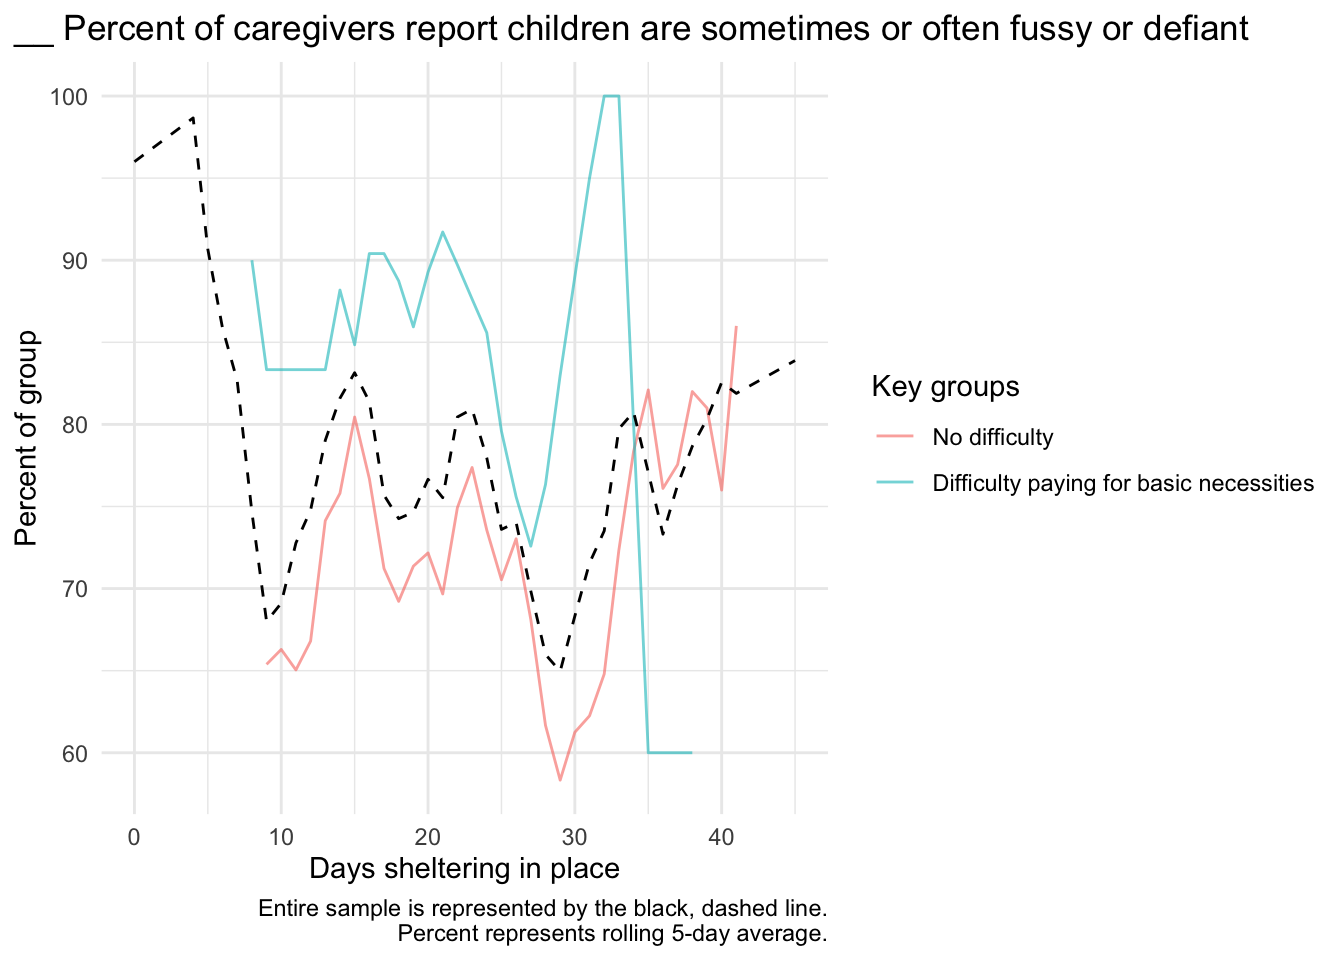 __ Percent of caregivers report children are sometimes or often fussy or defiant
100
90
80
70
60
Percent of group
0 10 20 30 40
Days sheltering in place
Key groups
No difficulty
Difficulty paying for basic necessities
Entire sample is represented by the black, dashed line.
Percent represents rolling 5-day average.